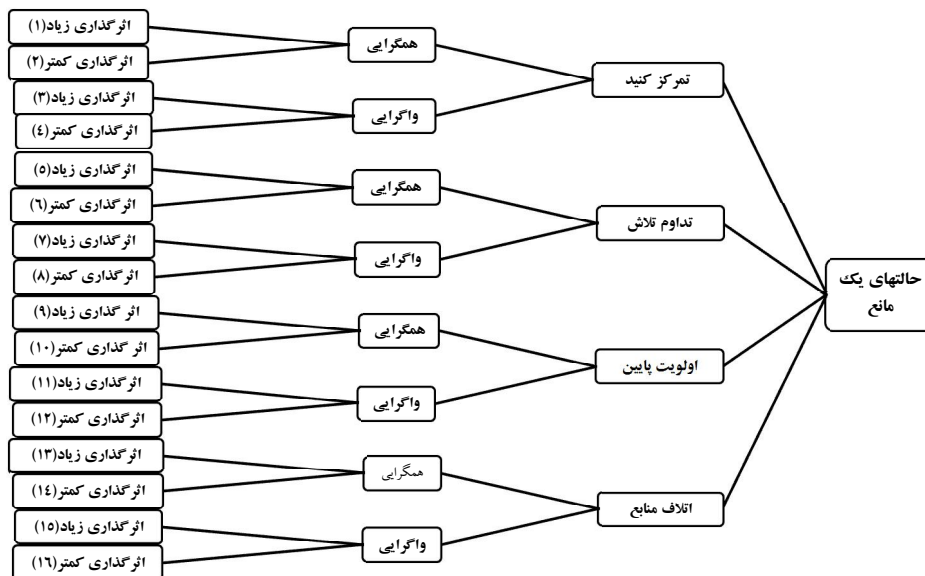 حالتهای یک
مانع
تمرکز کنید
همگرایی
اثرگذاری زیاد(۱)
اثرگذاری کمتر(۲)
واگرایی
اثرگذاری زیاد(۳)
اثرگذاری کمتر(٤)
تداوم تلاش
همگرایی
اثرگذاری زیاد(٥)
اثرگذاری کمتر(٦)
واگرایی
اثرگذاری زیاد(۷)
اثرگذاری کمتر(۸)
اولویت پایین
همگرایی
اثر گذاری زیاد(۹)
اثر گذاری کمتر(۱۰)
واگرایی
اثرگذاری زیاد(۱۱)
اثرگذاری کمتر(۱۲)
اتلاف منابع
همگرایی
اثرگذاری زیاد(۱۳)
اثرگذاری کمتر(۱٤)
واگرایی
اثرگذاری زیاد(۱٥)
اثرگذاری کمتر(۱٦)